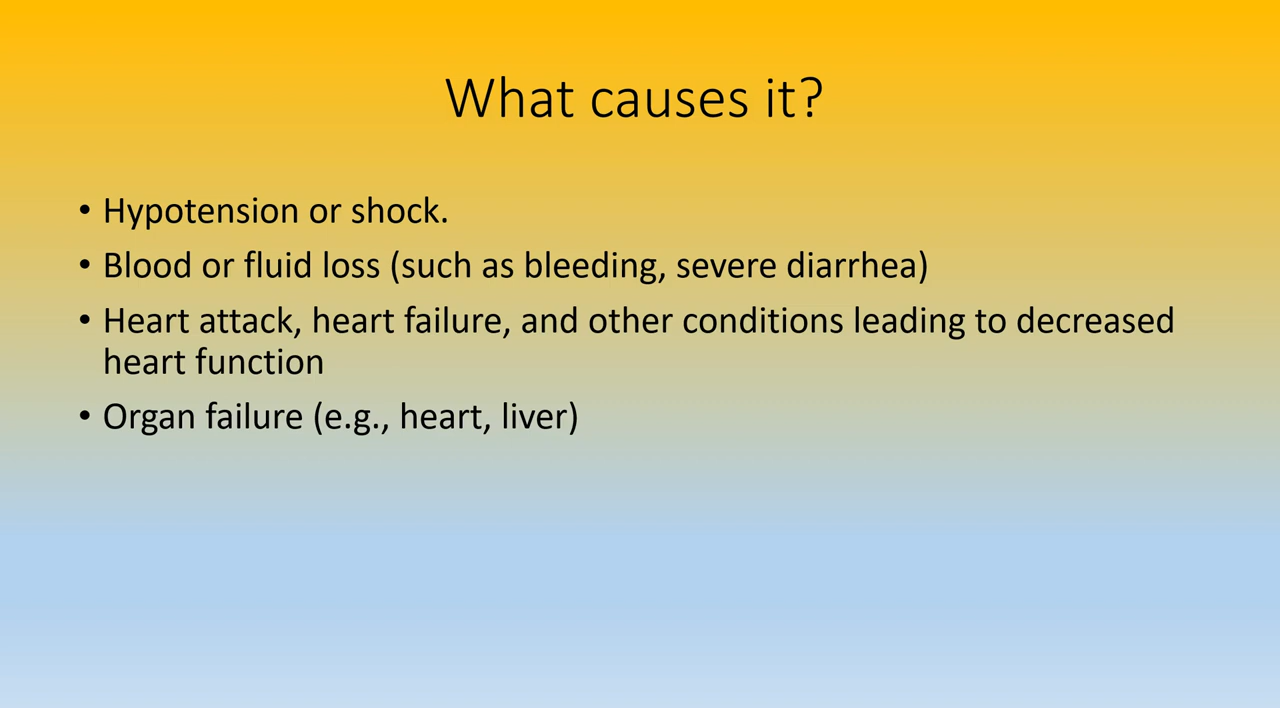 What causes it?
• Hypotension or shock.
• Blood or fluid loss (such as bleeding, severe diarrhea)
• Heart attack, heart failure, and other conditions leading to decreased
heart function
• Organ failure (e.g., heart, liver)